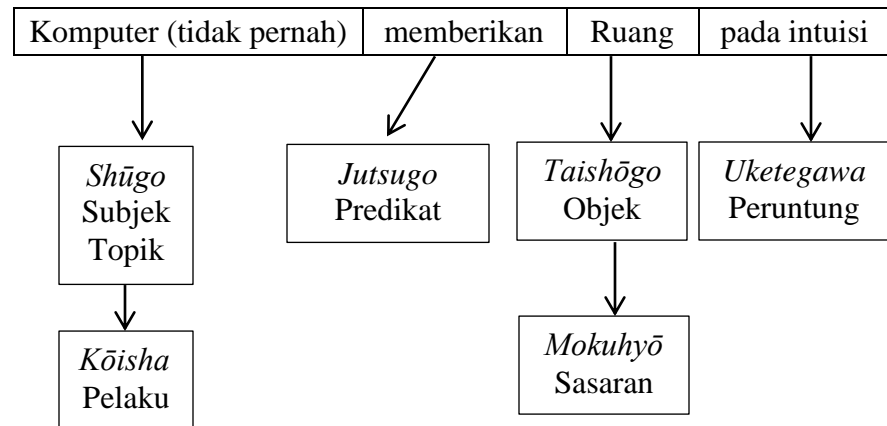 Komputer (tidak pernah) memberikan Ruang pada intuisi
Shūgo
Subjek
Topik
Jutsugo
Predikat
Taishōgo
Objek
Uketegawa
Peruntung
Kōisha
Pelaku
Mokuhyō
Sasaran